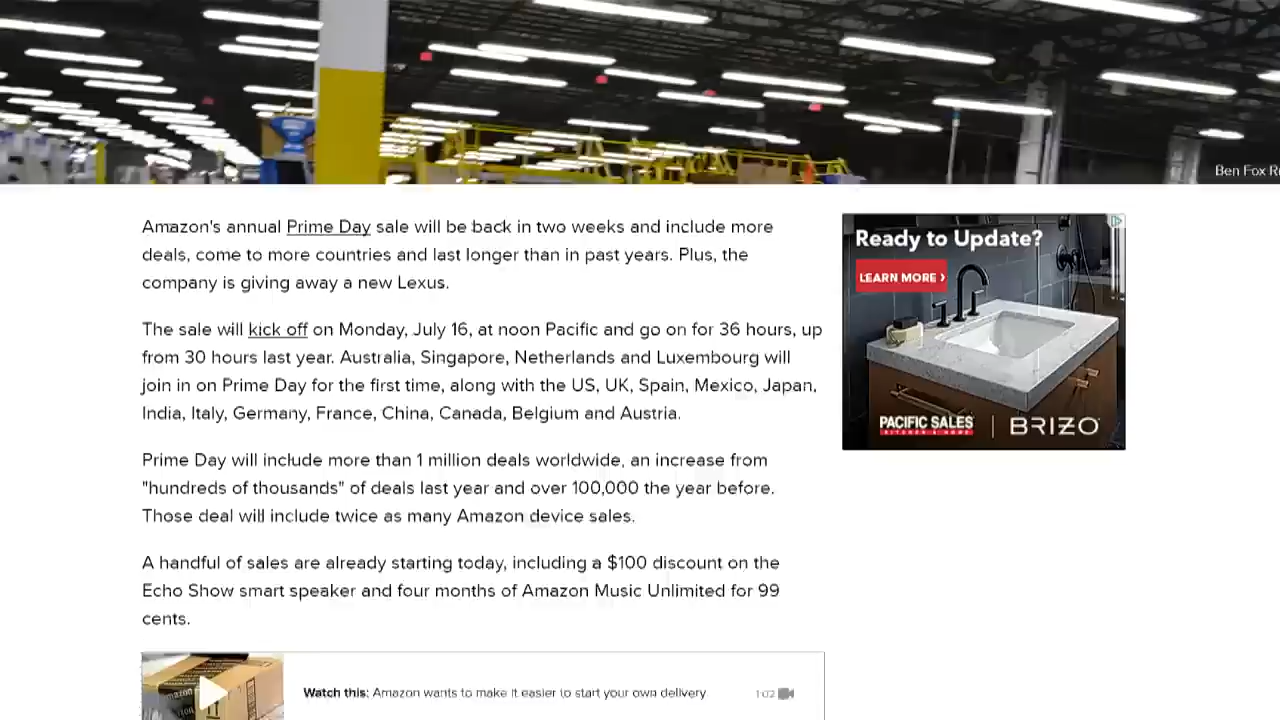 Ben Fox
Amazon's annual Prime Day sale will be back in two weeks and include more
deals, come to more countries and last longer than in past years. Plus, the
company is giving away a new Lexus.
The sale will kick off on Monday, July 16, at noon Pacific and go on for 36 hours, up
from 30 hours last year. Australia, Singapore, Netherlands and Luxembourg will
join in on Prime Day for the first time, along with the US, UK, Spain, Mexico, Japan,
India, Italy, Germany, France, China, Canada, Belgium and Austria.
Prime Day will include more than 1 million deals worldwide, an increase from
"hundreds of thousands" of deals last year and over 100,000 the year before.
Those deal will include twice as many Amazon device sales.
A handful of sales are already starting today, including a $100 discount on the
Echo Show smart speaker and four months of Amazon Music Unlimited for 99
cents.
amazon
Watch this: Amazon wants to make it easier to start your own delivery
1:02
Ready to Update?
LEARN MORE ›
PACIFIC SALES
KITCHEN & HOME
BRIZO